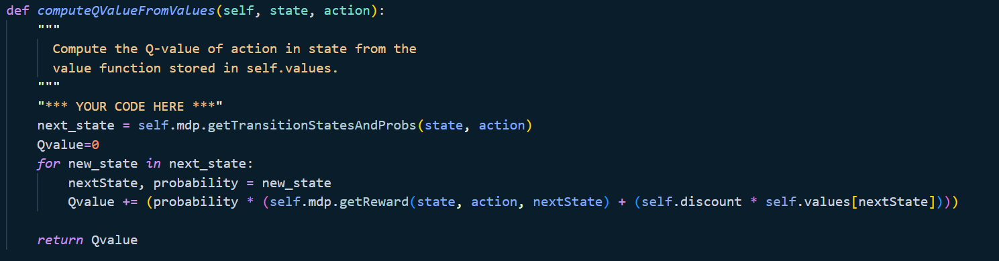 def computeQValueFromValues(self, state, action):
"""
Compute the Q-value of action in state from the
value function stored in self.values.
"""
"*** YOUR CODE HERE ***"
next_state = self.mdp.getTransitionStatesAndProbs(state, action)
Qvalue=0
for new_state in next_state:
nextState, probability = new_state
Qvalue += (probability * (self.mdp.getReward(state, action, nextState) + (self.discount * self.values[nextState])))
return Qvalue